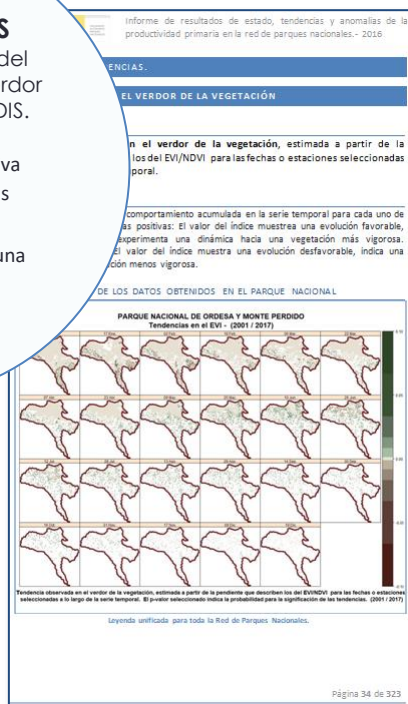 S
del
erdor
DIS.
va
s
una
Informe de resultados de estado, tendencias y anomalías de la
productividad primaria en la red de parques nacionales.- 2016
ENCIAS.
EL VERDOR DE LA VEGETACIÓN
n el verdor de la vegetación, estimada a partir de la
los del EVI/NDVI para las fechas o estaciones seleccionadas
poral.
comportamiento acumulada en la serie temporal para cada uno de
as positivas: El valor del índice muestrea una evolución favorable,
experimenta una dinámica hacia una vegetación más vigorosa.
El valor del índice muestra una evolución desfavorable, indica una
ción menos vigorosa.
DE LOS DATOS OBTENIDOS EN EL PARQUE NACIONAL
PARQUE NACIONAL DE ORDESA Y MONTE PERDIDO
Tendencias en el EVI - (2001 / 2017)
Tendencia observada en el verdor de la vegetación, estimada a partir de la pendiente que describen los del EVI/NDVI para las fechas o estaciones
seleccionadas a lo largo de la serie temporal. El p-valor seleccionado indica la probabilidad para la significación de las tendencias. (2001 / 2017)
Leyenda unificada para toda la Red de Parques Nacionales.
Página 34 de 323